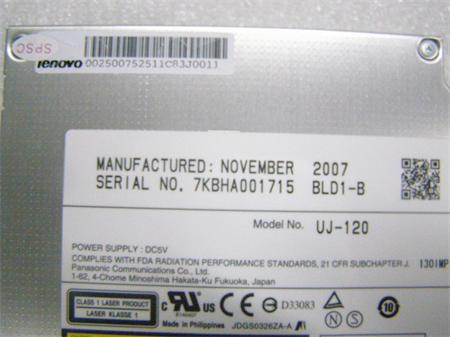 SPSC
lenovo 002500752511C83J0011
MANUFACTURED: NOVEMBER 2007
SERIAL NO. 7KBHA001715 BLD1-B
Model No. UJ-120
POWER SUPPLY : DC5V
COMPLIES WITH FDA RADIATION PERFORMANCE STANDARDS, 21 CFR SUBCHAPTER J.
Panasonic Communications Co., Ltd.
1-62, 4-Chome Minoshima Hakata-Ku Fukuoka, Japan
CLASS 1 LASER PRODUCT
LASER KLASSE 1
D33083
10
Made in Philippines JDGS0326ZA-A